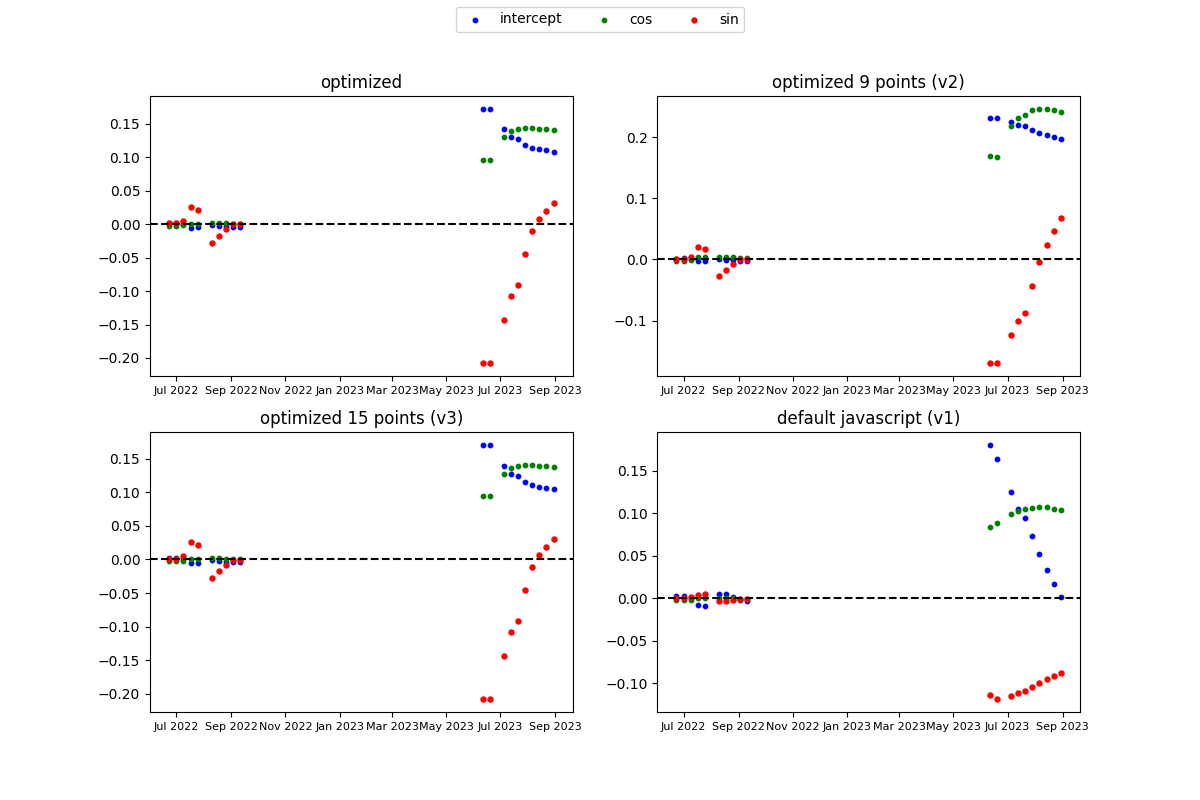 intercept cos sin
optimized
0.15
0.10
0.05
0.00
−0.05
−0.10
−0.15
−0.20
Jul 2022 Sep 2022 Nov 2022 Jan 2023 Mar 2023 May 2023 Jul 2023 Sep 2023
optimized 9 points (v2)
0.2
0.1
0.0
−0.1
Jul 2022 Sep 2022 Nov 2022 Jan 2023 Mar 2023 May 2023 Jul 2023 Sep 2023
optimized 15 points (v3)
0.15
0.10
0.05
0.00
−0.05
−0.10
−0.15
−0.20
Jul 2022 Sep 2022 Nov 2022 Jan 2023 Mar 2023 May 2023 Jul 2023 Sep 2023
default javascript (v1)
0.15
0.10
0.05
0.00
−0.05
−0.10
Jul 2022 Sep 2022 Nov 2022 Jan 2023 Mar 2023 May 2023 Jul 2023 Sep 2023